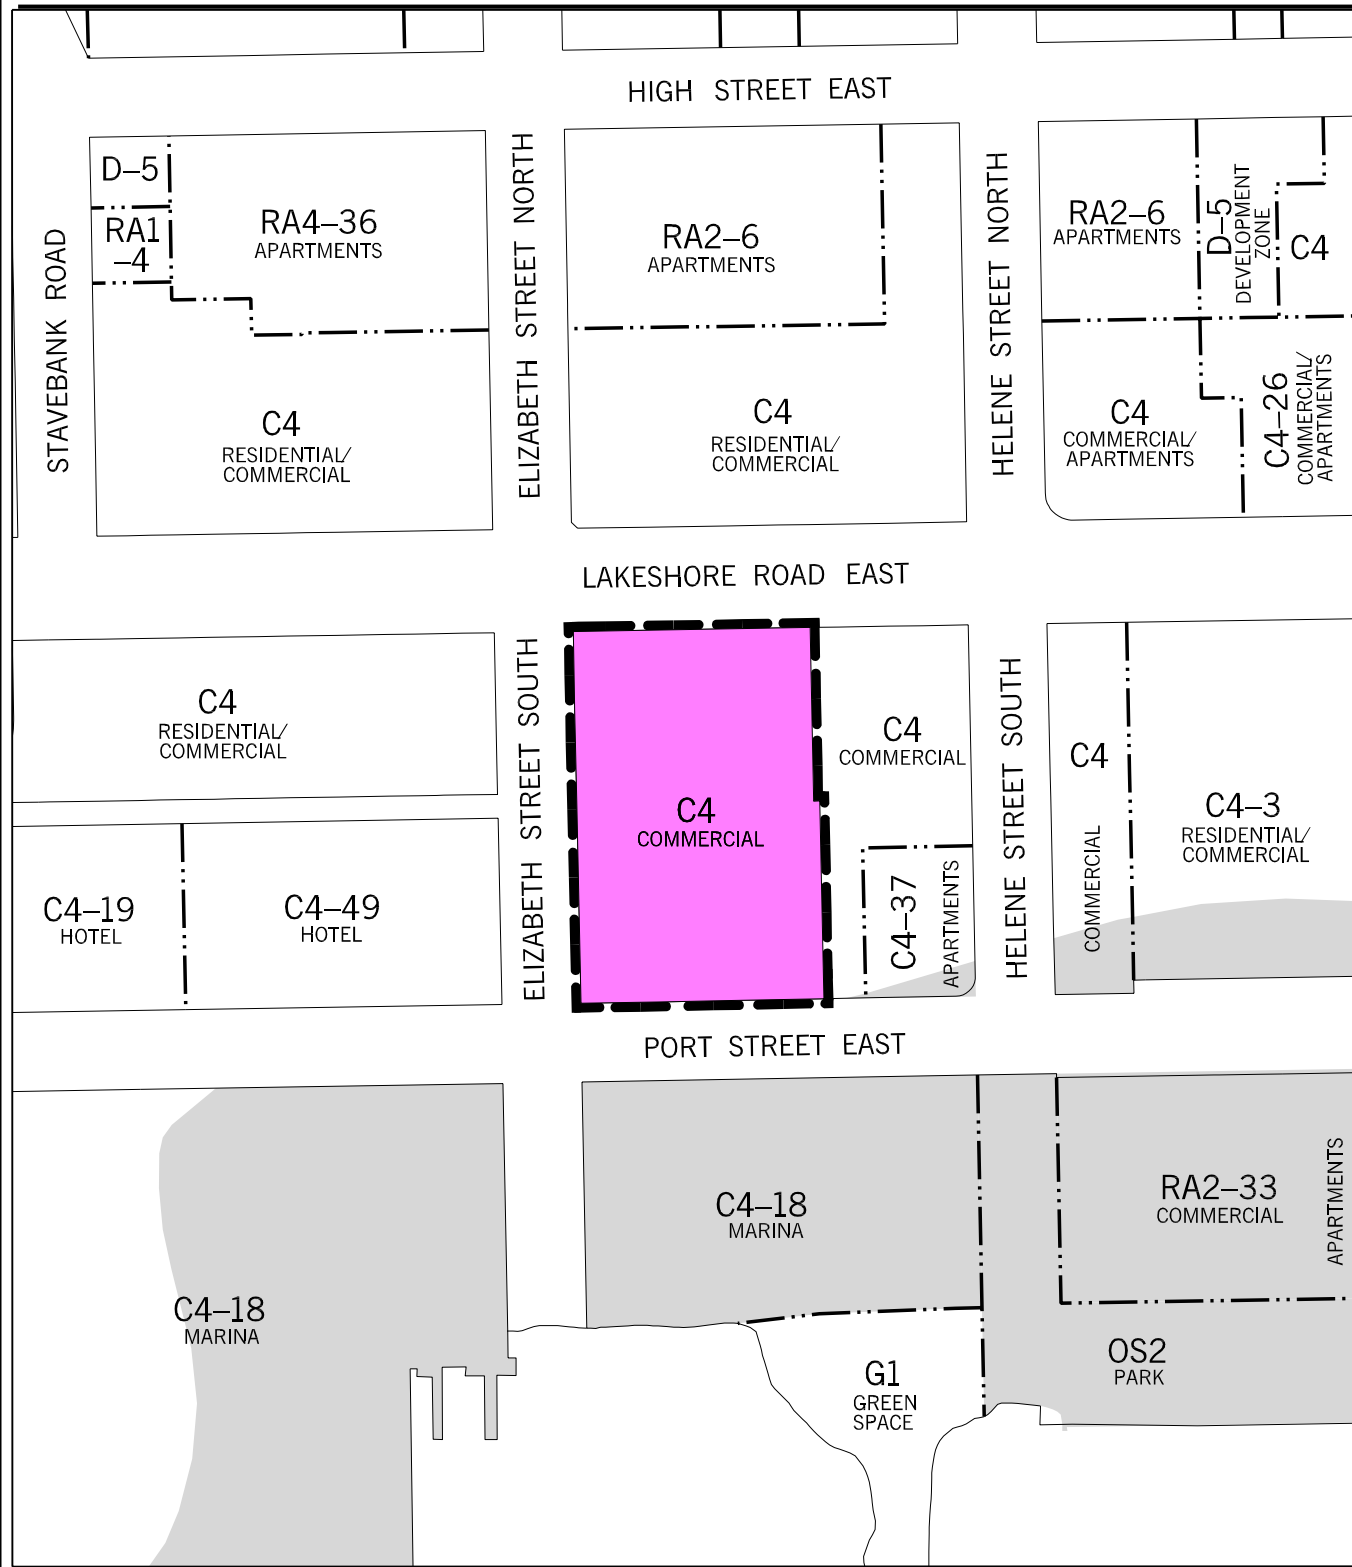 HIGH STREET EAST
D–5
RA1
–4
RA4–36
APARTMENTS
ELIZABETH STREET NORTH
RA2–6
APARTMENTS
HELENE STREET NORTH
RA2–6
APARTMENTS
D–5
DEVELOPMENT
ZONE
C4
STAVEBANK ROAD
C4
RESIDENTIAL/
COMMERCIAL
C4
RESIDENTIAL/
COMMERCIAL
C4
COMMERCIAL/
APARTMENTS
C4–26
COMMERCIAL/
APARTMENTS
LAKESHORE ROAD EAST
C4
RESIDENTIAL/
COMMERCIAL
ELIZABETH STREET SOUTH
C4
COMMERCIAL
C4
COMMERCIAL
HELENE STREET SOUTH
C4
COMMERCIAL
C4–3
RESIDENTIAL/
COMMERCIAL
C4–19
HOTEL
C4–49
HOTEL
C4–37
APARTMENTS
PORT STREET EAST
C4–18
MARINA
RA2–33
COMMERCIAL
APARTMENTS
C4–18
MARINA
G1
GREEN
SPACE
OS2
PARK